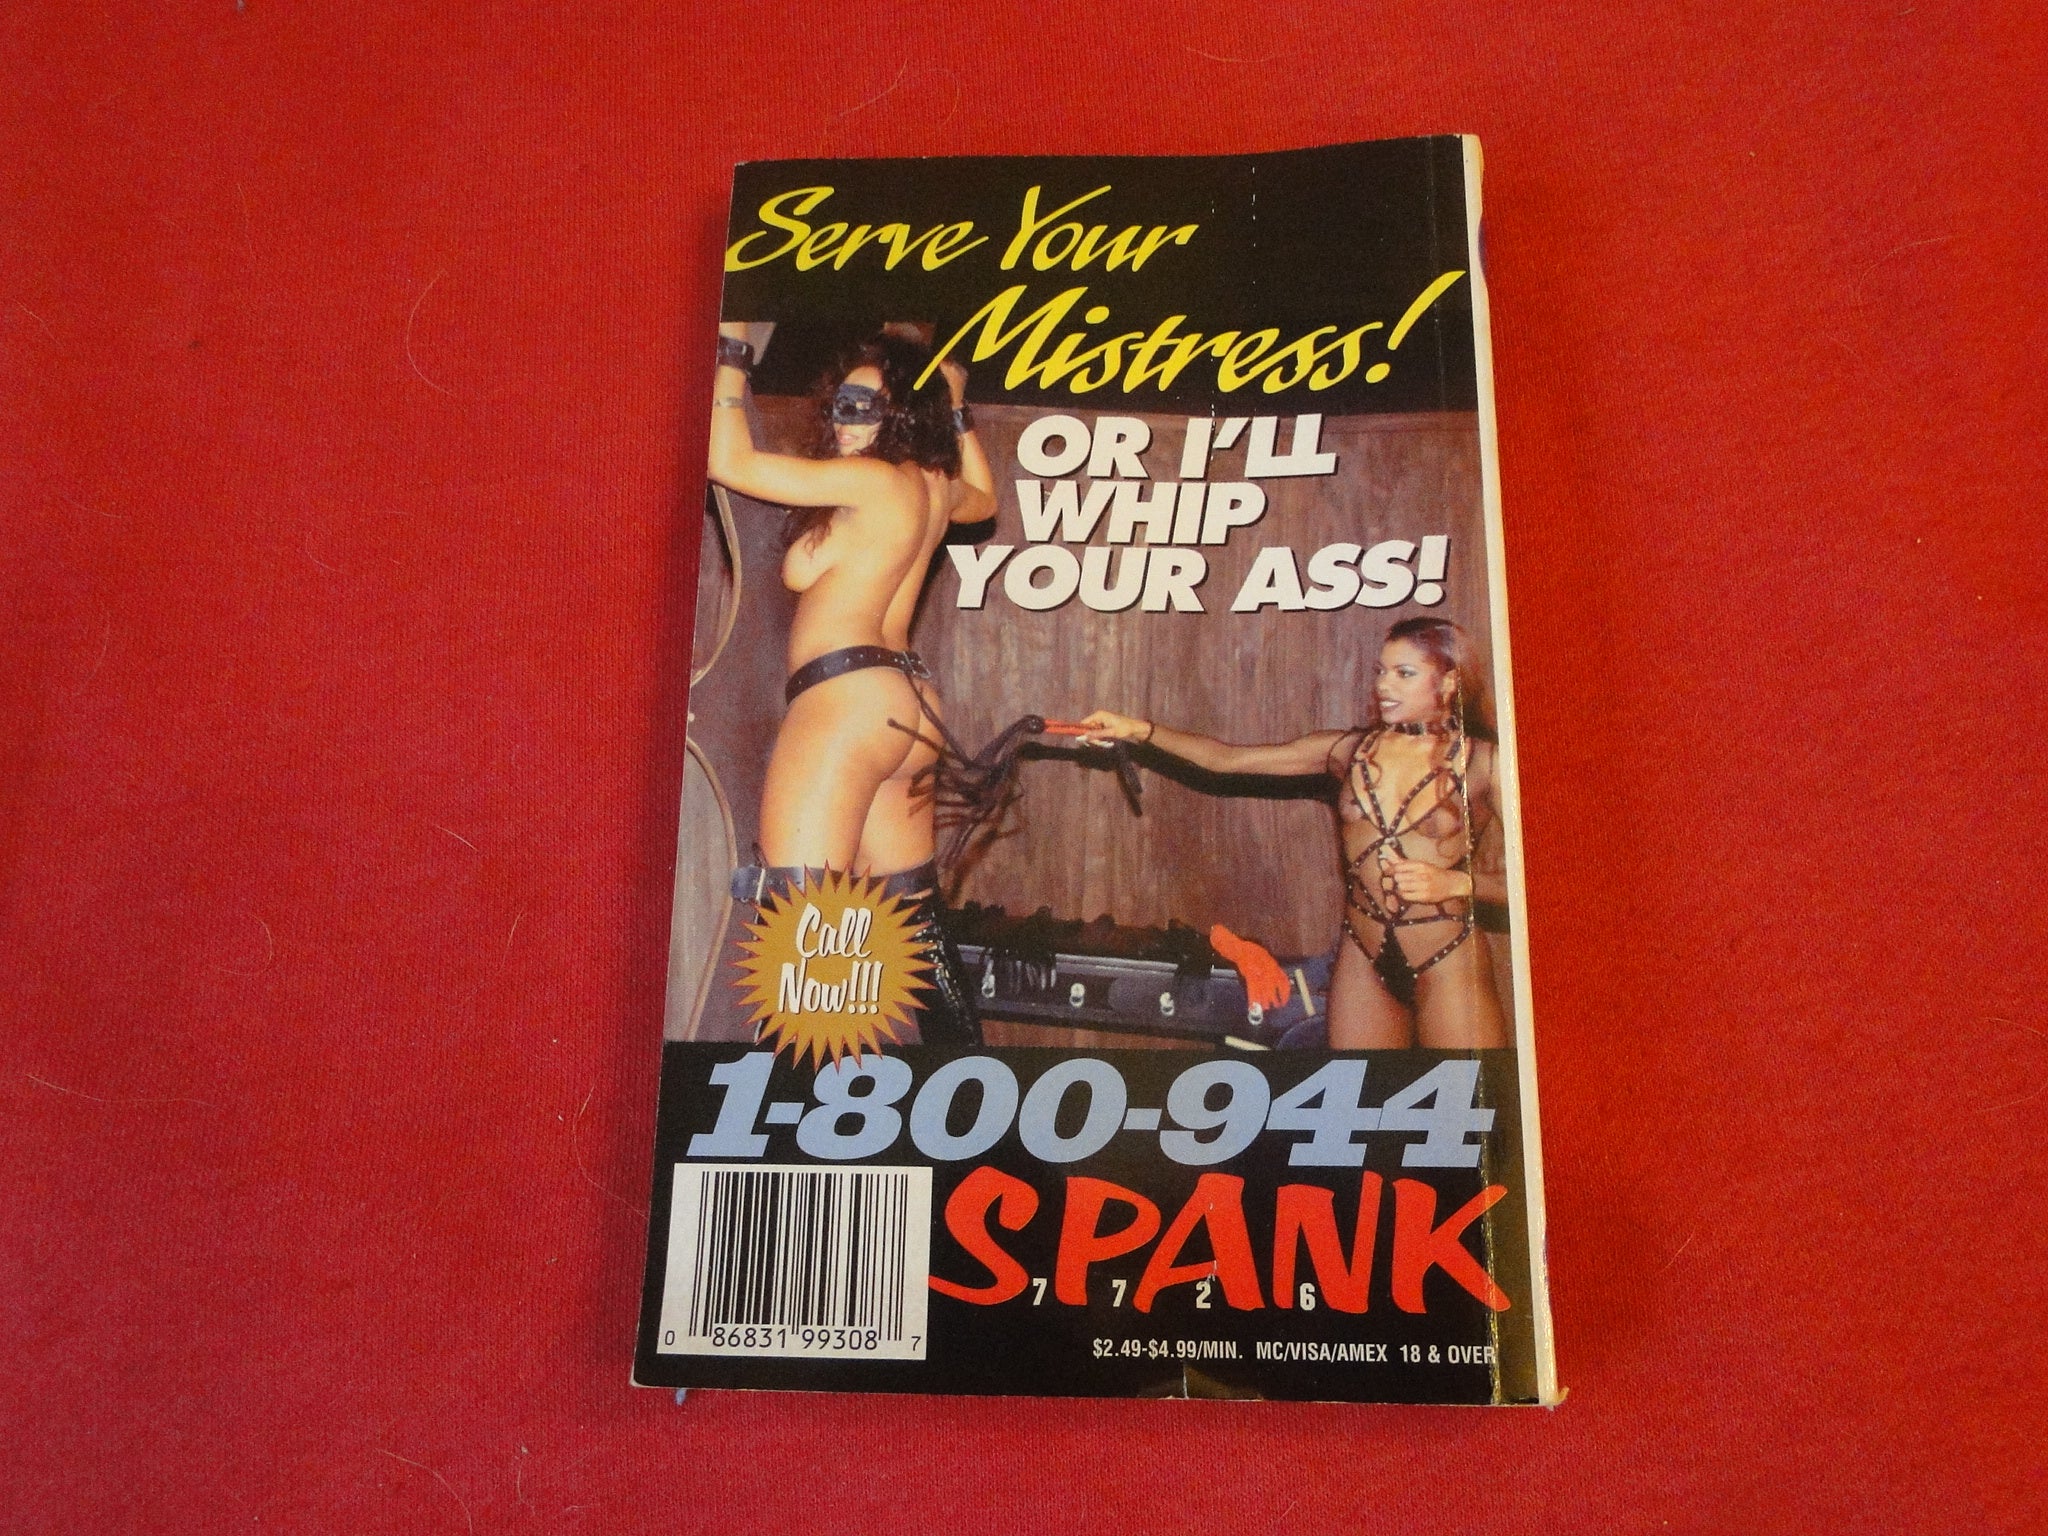 Serve Your
Mistress!
OR I'LL
WHIP
YOUR ASS!
Call
Now!!!
1-800-944
SPANK
7 7 2 6
0 86831 99308 7
$2.49-$4.99/MIN. MC/VISA/AMEX 18 & OVER